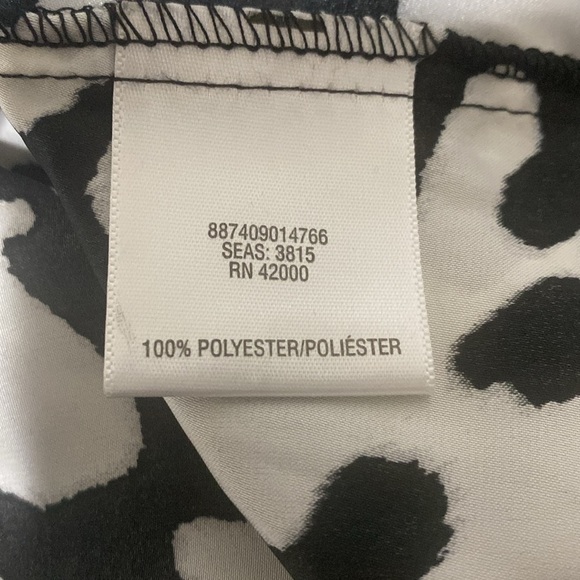 887409014766
SEAS: 3815
RN 42000
100% POLYESTER/POLIÉSTER